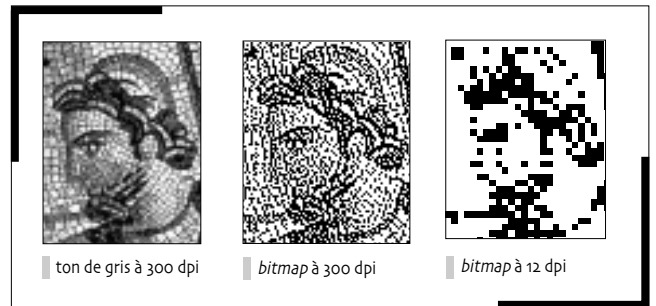 ton de gris à 300 dpi
bitmap à 300 dpi
bitmap à 12 dpi